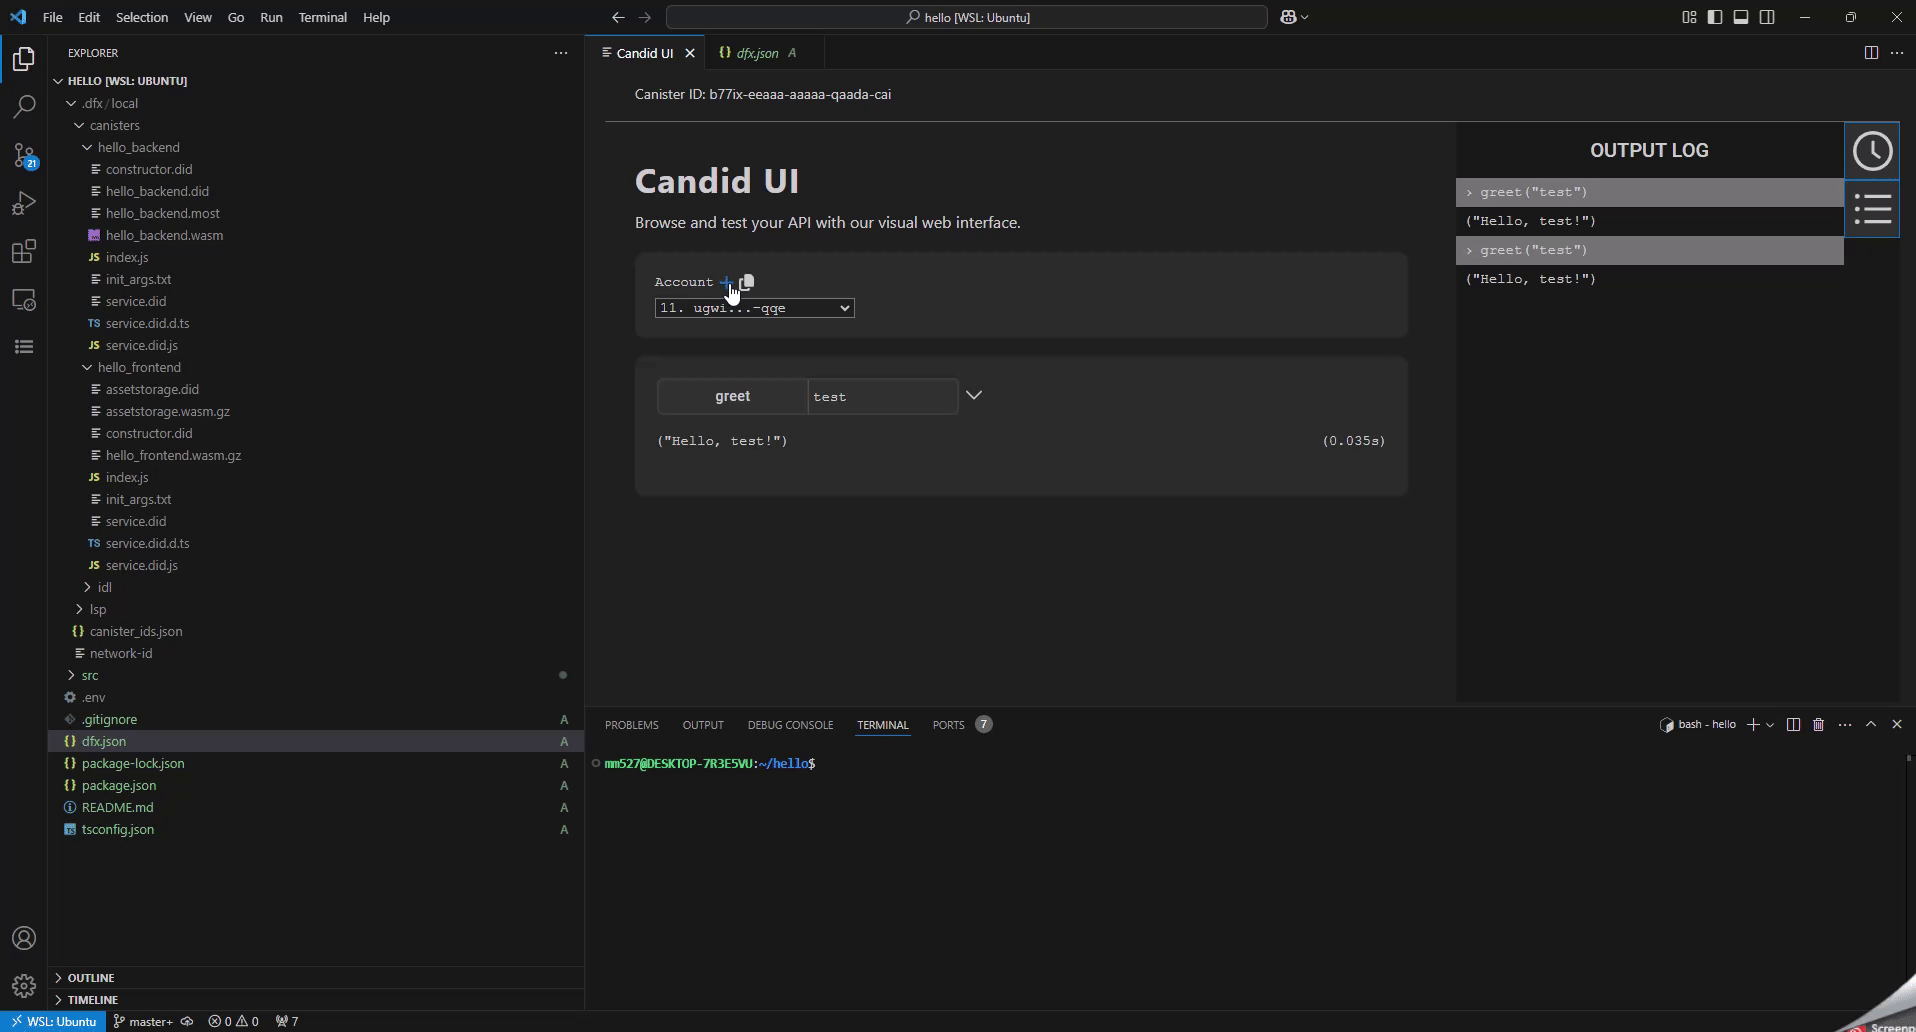 File Edit Selection View Go Run Terminal Help
hello [WSL: Ubuntu]
EXPLORER
HELLO [WSL: UBUNTU]
.dfx / local
canisters
hello_backend
constructor.did
hello_backend.did
hello_backend.most
hello_backend.wasm
JS index.js
init_args.txt
service.did
TS service.did.d.ts
JS service.did.js
hello_frontend
assetstorage.did
assetstorage.wasm.gz
constructor.did
hello_frontend.wasm.gz
JS index.js
init_args.txt
service.did
TS service.did.d.ts
JS service.did.js
idl
lsp
{} canister_ids.json
network-id
src
.env
.gitignore A
{} dfx.json A
{} package-lock.json A
{} package.json A
README.md A
TS tsconfig.json A
OUTLINE
TIMELINE
21
Candid UI
{} dfx.json A
Canister ID: b77ix-eeaaa-aaaaa-qaada-cai
Candid UI
Browse and test your API with our visual web interface.
Account
11. ugwi...-qqe
greet test
("Hello, test!") (0.035s)
OUTPUT LOG
› greet("test")
("Hello, test!")
› greet("test")
("Hello, test!")
PROBLEMS OUTPUT DEBUG CONSOLE TERMINAL PORTS 7
bash - hello
mm527@DESKTOP-7R3E5VU:~/hello$
WSL: Ubuntu master+ 0 0 7